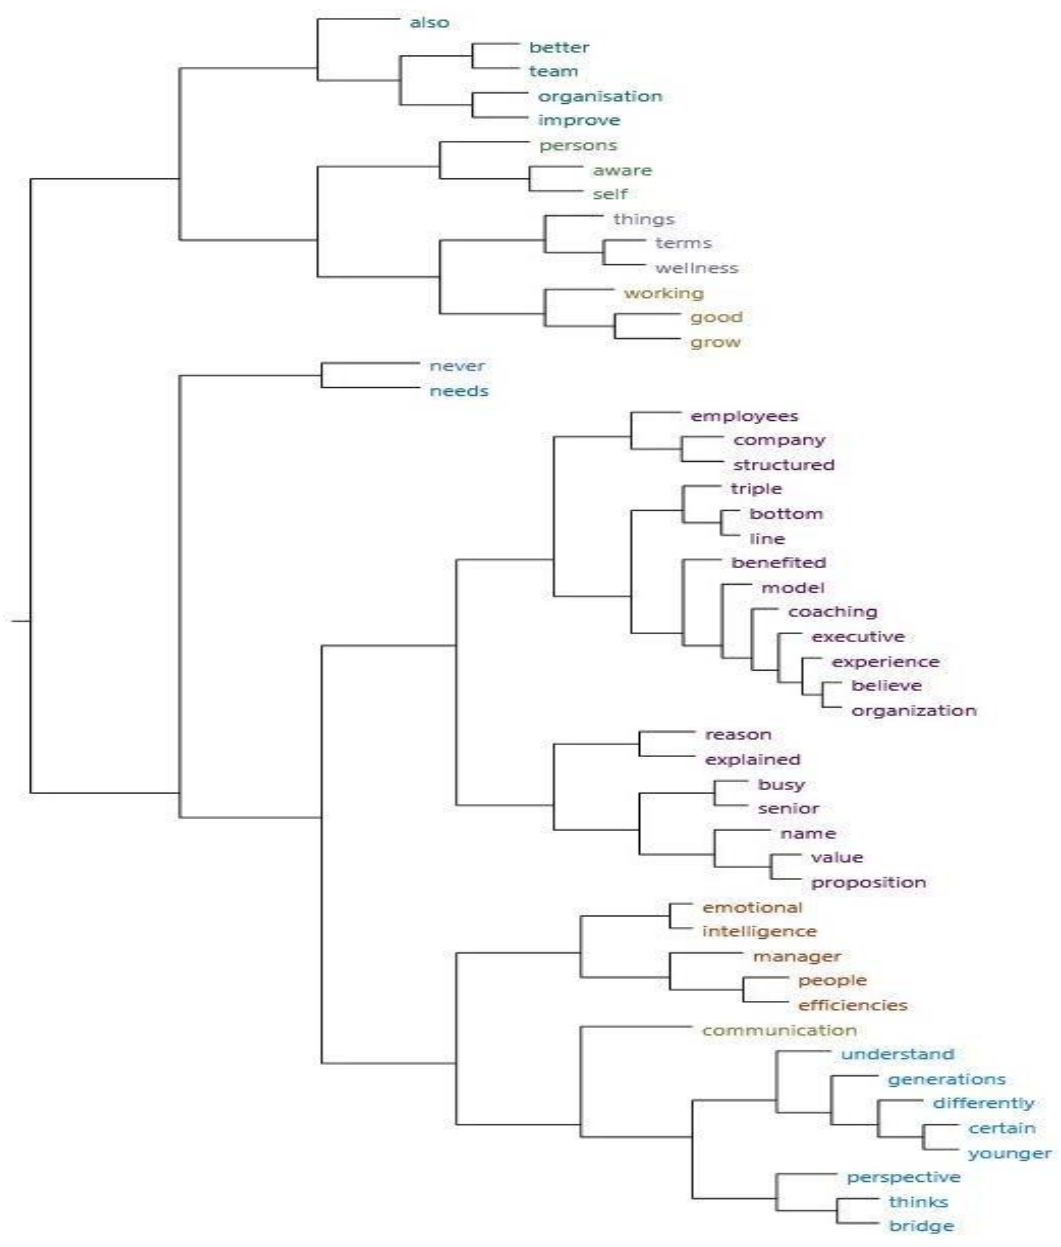 also
better
team
organisation
improve
persons
aware
self
things
terms
wellness
working
good
grow
never
needs
employees
company
structured
triple
bottom
line
benefited
model
coaching
executive
experience
believe
organization
reason
explained
busy
senior
name
value
proposition
emotional
intelligence
manager
people
efficiencies
communication
understand
generations
differently
certain
younger
perspective
thinks
bridge